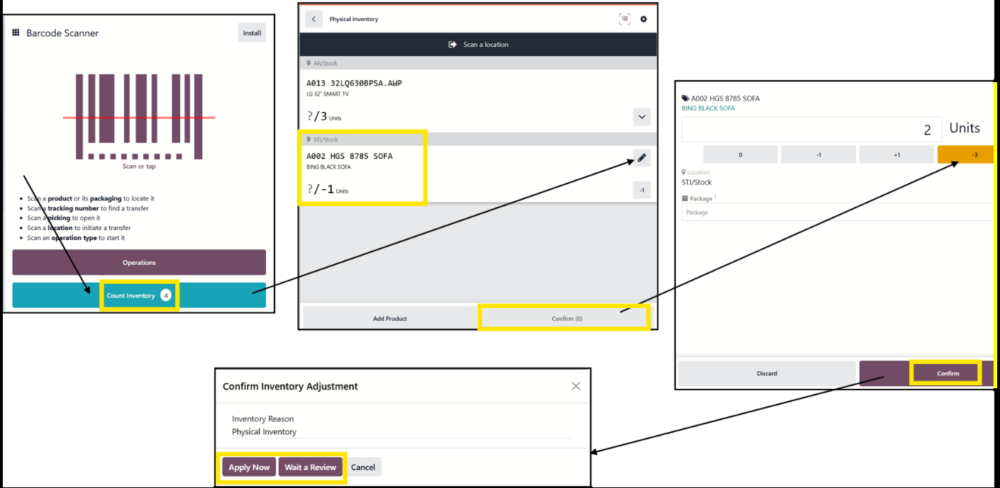 Barcode Scanner
Install
Scan or tap
Scan a product or its packaging to locate it
Scan a tracking number to find a transfer
Scan a picking to open it
Scan a location to initiate a transfer
Scan an operation type to start it
Operations
Count Inventory 4
Physical Inventory
Scan a location
AR/Stock
A013 32LQ630BPSA.AWP
LG 32" SMART TV
?/3 Units
STJ/Stock
A002 HGS 8785 SOFA
BING BLACK SOFA
?/-1 Units
-1
Add Product
Confirm (0)
A002 HGS 8785 SOFA
BING BLACK SOFA
2 Units
0 -1 +1 -3
Location
STJ/Stock
Package ?
Package
Discard
Confirm
Confirm Inventory Adjustment
Inventory Reason
Physical Inventory
Apply Now Wait a Review Cancel